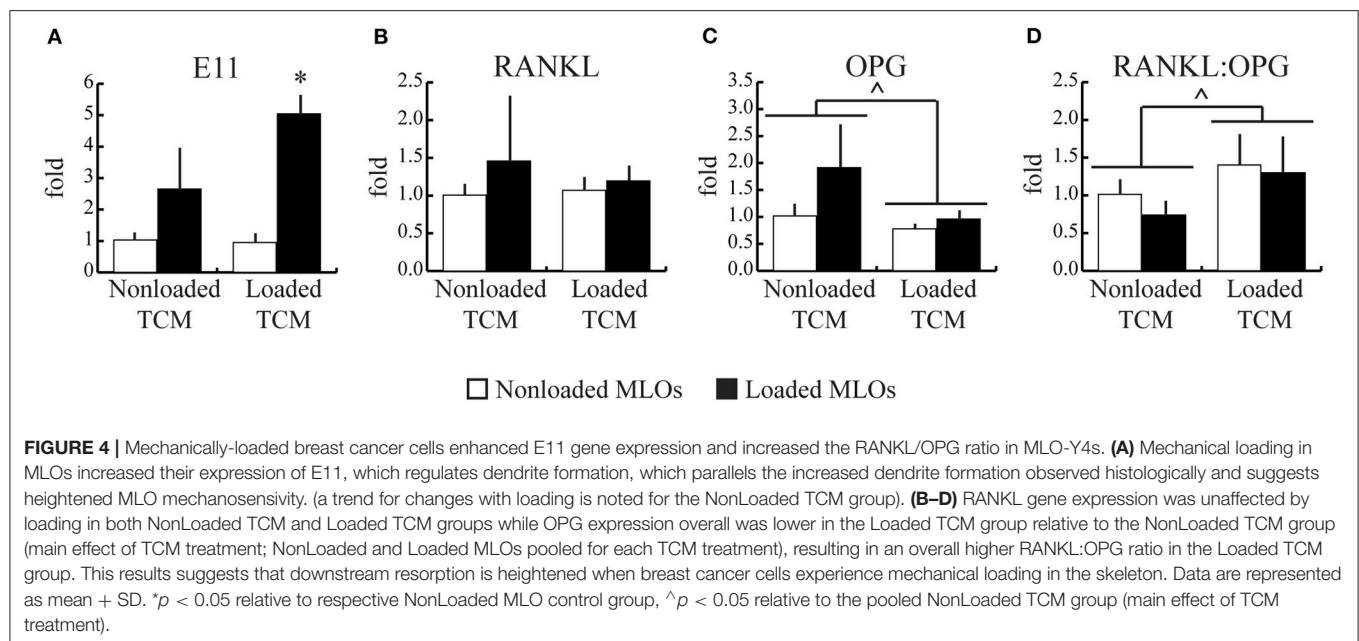 A
E11
*
6
5
4
3
2
1
0
fold
Nonloaded TCM
Loaded TCM
B
RANKL
2.5
2.0
1.5
1.0
0.5
0.0
fold
Nonloaded TCM
Loaded TCM
C
OPG
^
3.5
3.0
2.5
2.0
1.5
1.0
0.5
0.0
fold
Nonloaded TCM
Loaded TCM
D
RANKL:OPG
^
2.5
2.0
1.5
1.0
0.5
0.0
fold
Nonloaded TCM
Loaded TCM
Nonloaded MLOs
Loaded MLOs
FIGURE 4 | Mechanically-loaded breast cancer cells enhanced E11 gene expression and increased the RANKL/OPG ratio in MLO-Y4s. (A) Mechanical loading in
MLOs increased their expression of E11, which regulates dendrite formation, which parallels the increased dendrite formation observed histologically and suggests
heightened MLO mechanosensivity. (a trend for changes with loading is noted for the NonLoaded TCM group). (B–D) RANKL gene expression was unaffected by
loading in both NonLoaded TCM and Loaded TCM groups while OPG expression overall was lower in the Loaded TCM group relative to the NonLoaded TCM group
(main effect of TCM treatment; NonLoaded and Loaded MLOs pooled for each TCM treatment), resulting in an overall higher RANKL:OPG ratio in the Loaded TCM
group. This results suggests that downstream resorption is heightened when breast cancer cells experience mechanical loading in the skeleton. Data are represented
as mean + SD. *p < 0.05 relative to respective NonLoaded MLO control group, ^p < 0.05 relative to the pooled NonLoaded TCM group (main effect of TCM
treatment).